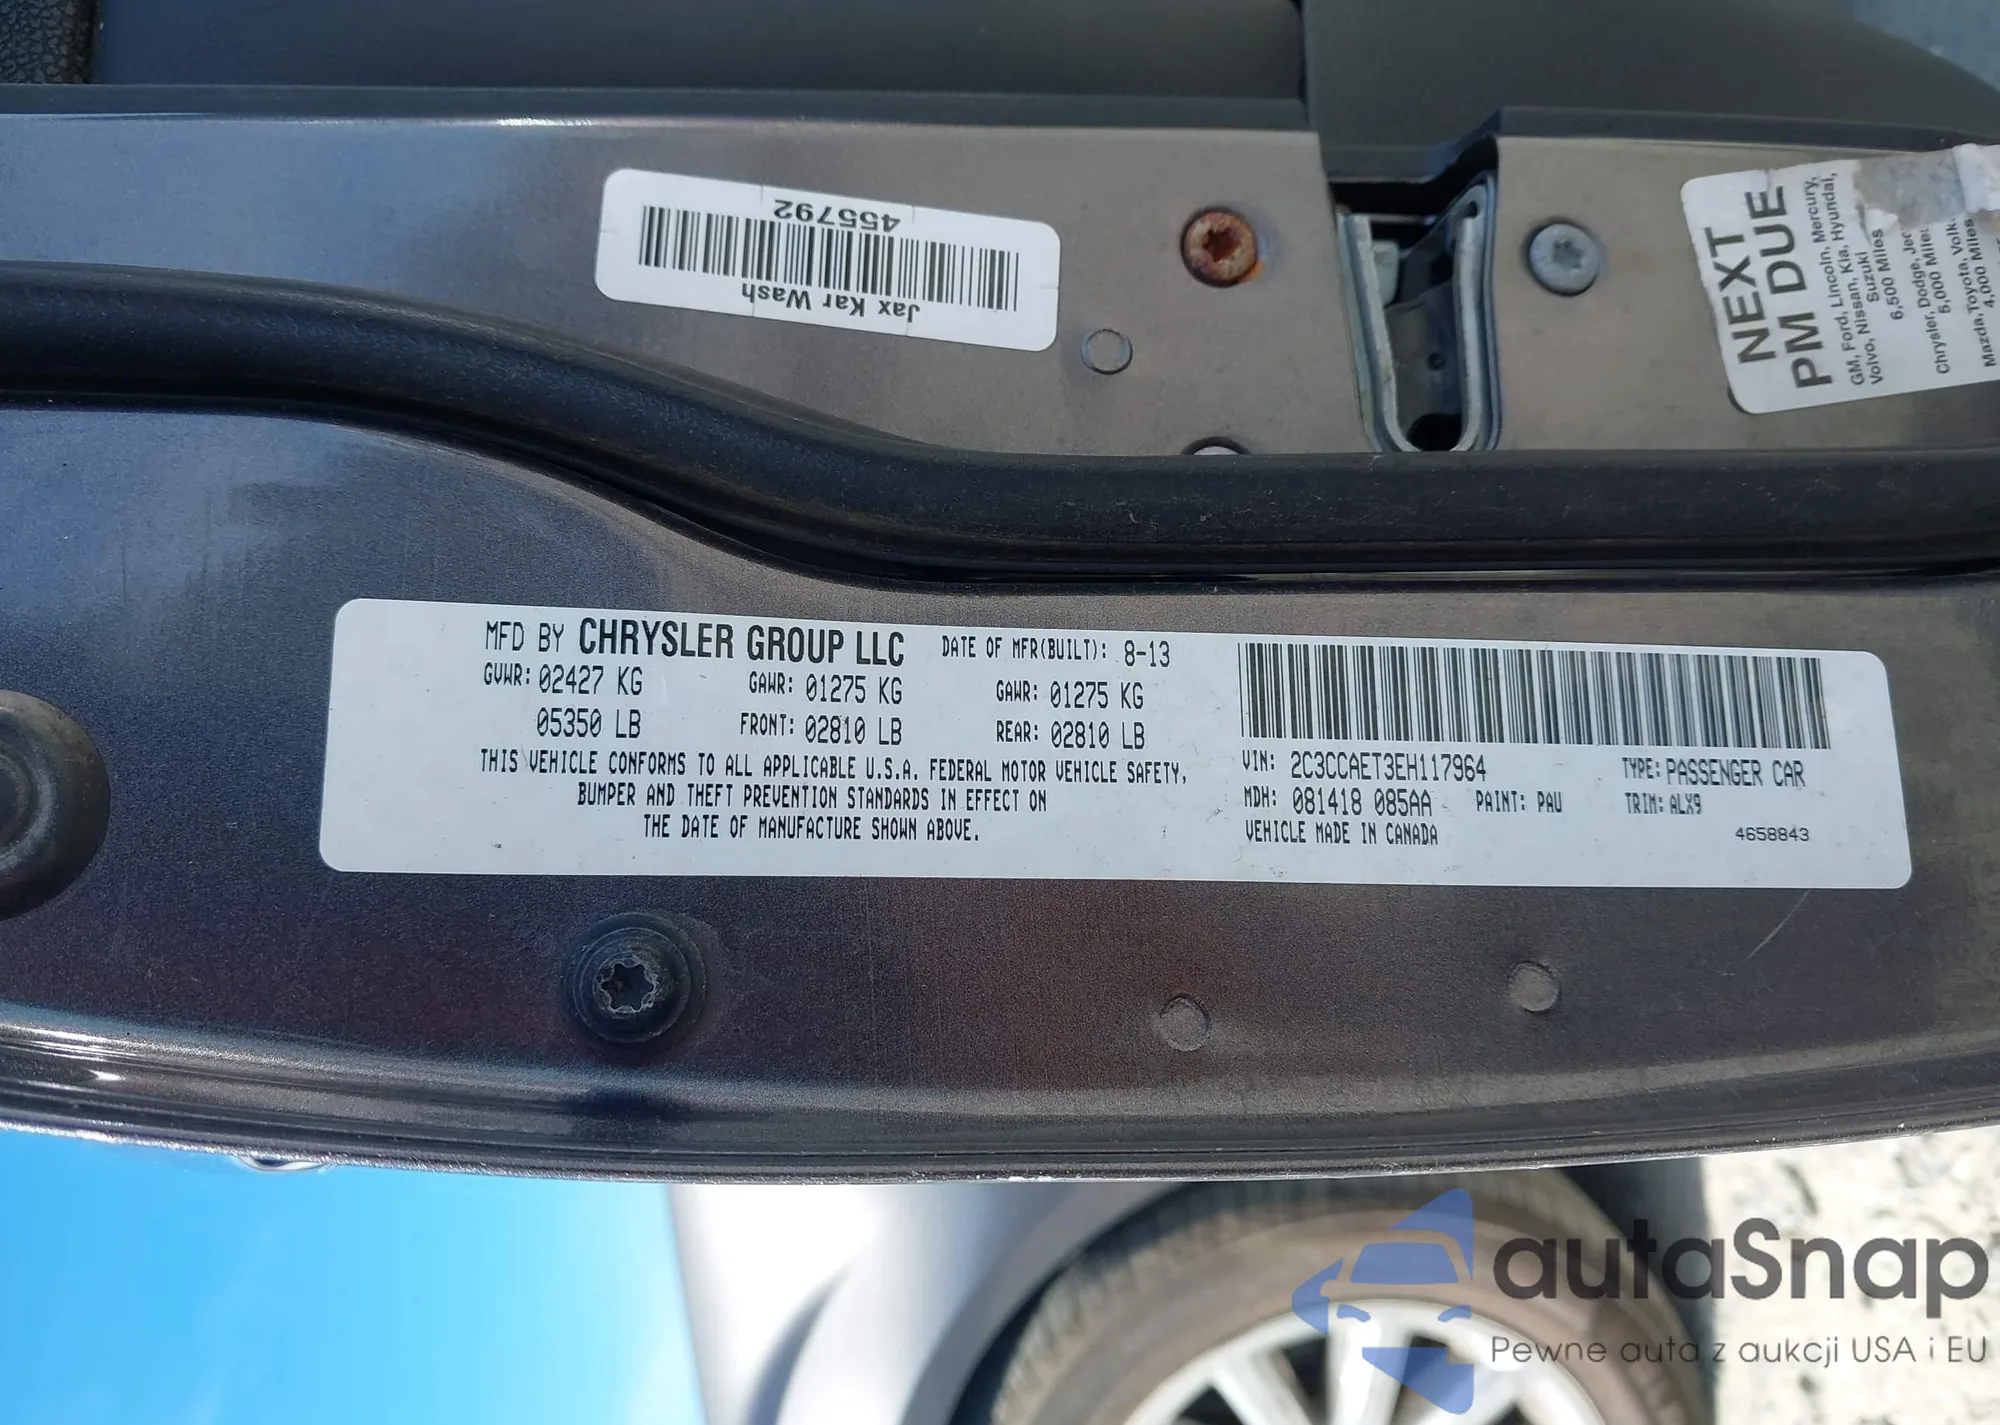 455792
Jax Kar Wash
NEXT
PM DUE
GM, Ford, Lincoln, Mercury,
Volvo, Nissan, Kia, Hyundai,
Suzuki
6,500 Miles
Chrysler, Dodge,
5,000
Mazda, Toyota,
4,000 Miles
MFD BY CHRYSLER GROUP LLC DATE OF MFR(BUILT): 8-13
GVWR: 02427 KG GAWR: 01275 KG GAWR: 01275 KG
05350 LB FRONT: 02810 LB REAR: 02810 LB
THIS VEHICLE CONFORMS TO ALL APPLICABLE U.S.A. FEDERAL MOTOR VEHICLE SAFETY,
BUMPER AND THEFT PREVENTION STANDARDS IN EFFECT ON
THE DATE OF MANUFACTURE SHOWN ABOVE.
VIN: 2C3CCAET3EH117964 TYPE: PASSENGER CAR
MDH: 081418 085AA PAINT: PAU TRIM: ALX9
VEHICLE MADE IN CANADA 4658843
autaSnap
Pewne auta z aukcji USA i EU